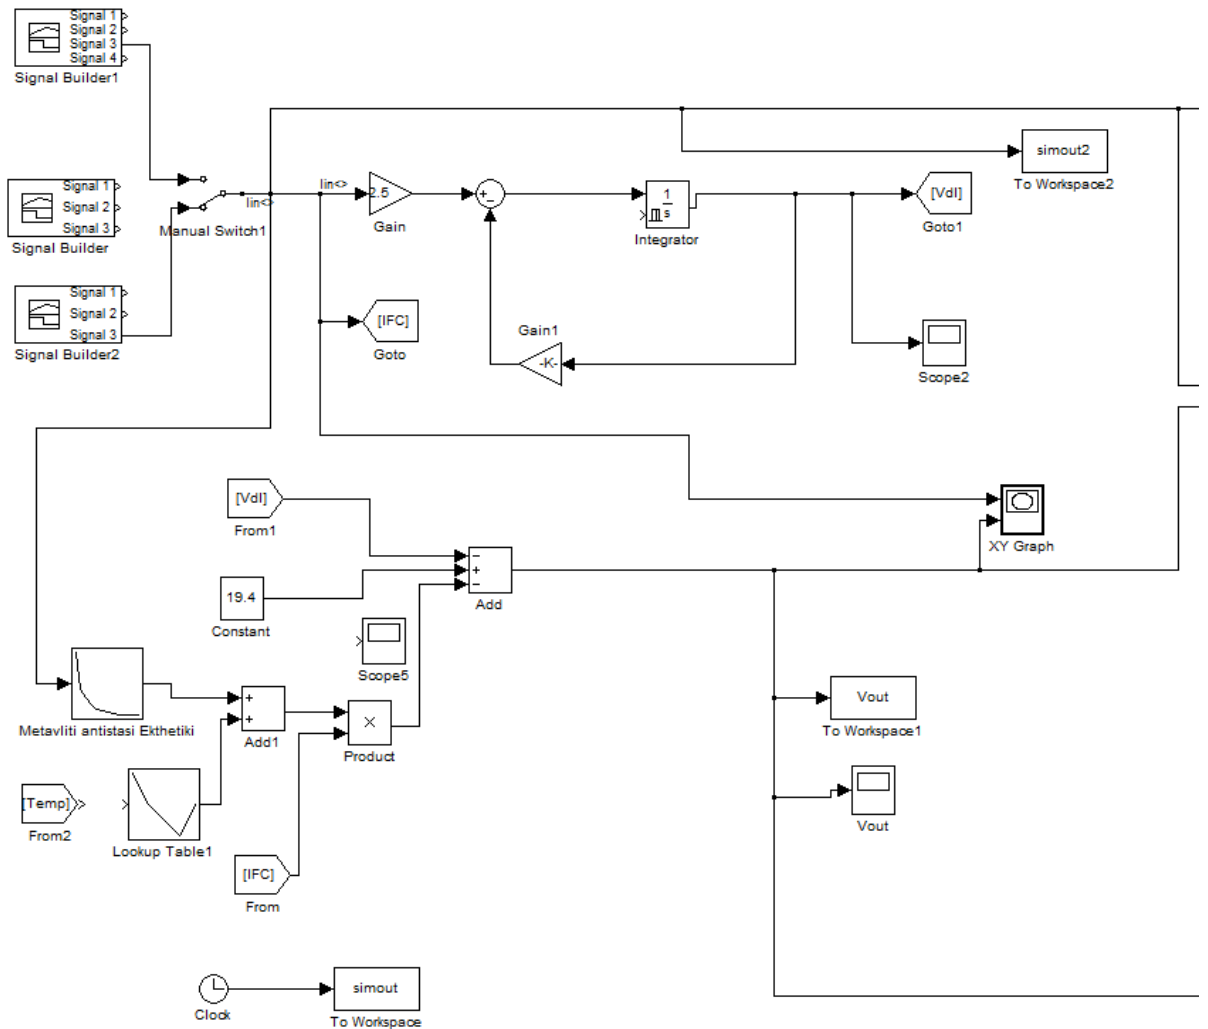 Signal 1
Signal 2
Signal 3
Signal 4
Signal Builder1
simout2
To Workspace2
Signal 1
Signal 2
Signal 3
Signal Builder
Manual Switch1
Iin<>
Iin<>
2.5
Gain
+
−
1
s
Integrator
[Vdl]
Goto1
Signal 1
Signal 2
Signal 3
Signal Builder2
[IFC]
Goto
Gain1
-K-
Scope2
[Vdl]
From1
XY Graph
−
+
−
Add
19.4
Constant
Scope5
Metavliti antistasi Ekthetiki
+
+
Add1
×
Product
Vout
To Workspace1
[Temp]
From2
Lookup Table1
Vout
[IFC]
From
Clock
simout
To Workspace